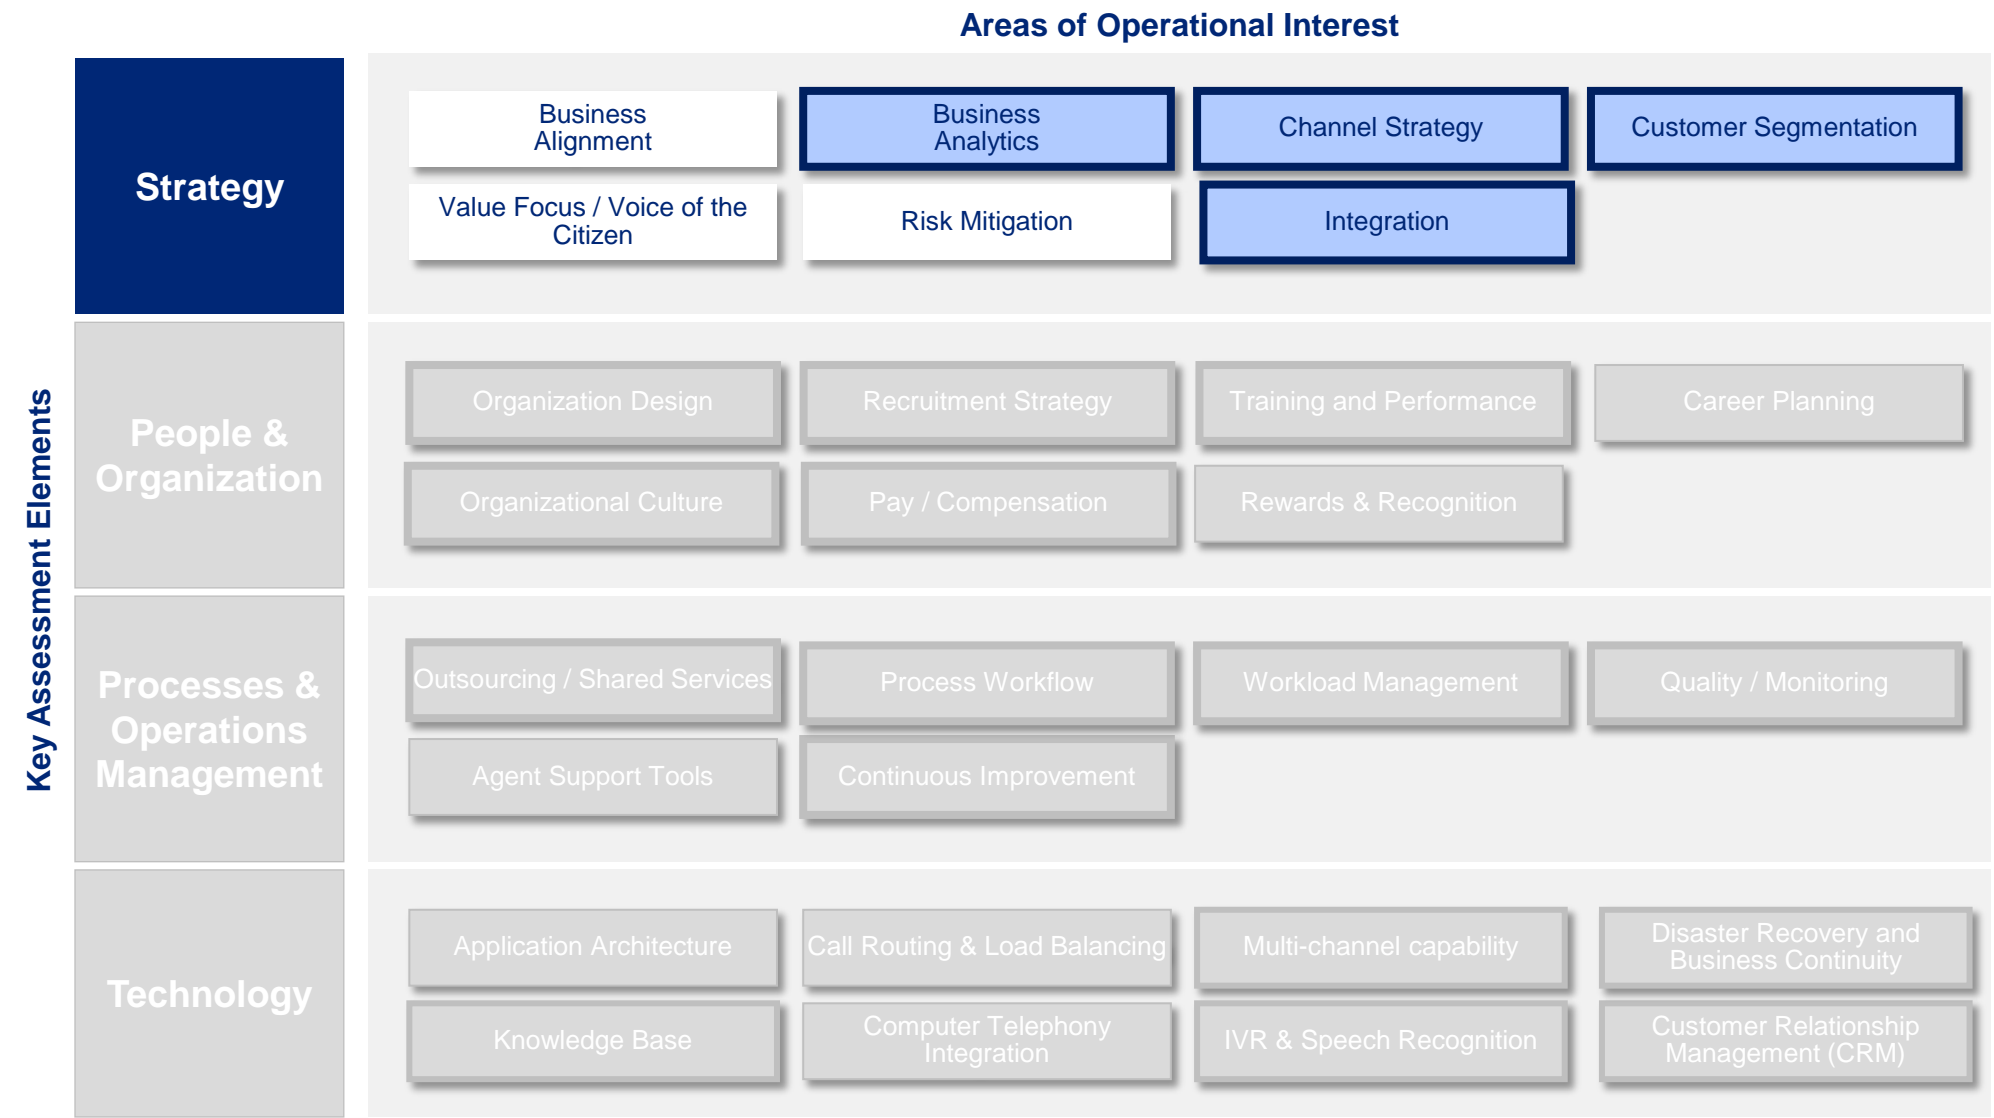 Areas of Operational Interest
Key Assessment Elements
Strategy
Business
Alignment
Business
Analytics
Channel Strategy
Customer Segmentation
Value Focus / Voice of the
Citizen
Risk Mitigation
Integration
People &
Organization
Organization Design
Recruitment Strategy
Training and Performance
Career Planning
Organizational Culture
Pay / Compensation
Rewards & Recognition
Processes &
Operations
Management
Outsourcing / Shared Services
Process Workflow
Workload Management
Quality / Monitoring
Agent Support Tools
Continuous Improvement
Technology
Application Architecture
Call Routing & Load Balancing
Multi-channel capability
Disaster Recovery and
Business Continuity
Knowledge Base
Computer Telephony
Integration
IVR & Speech Recognition
Customer Relationship
Management (CRM)